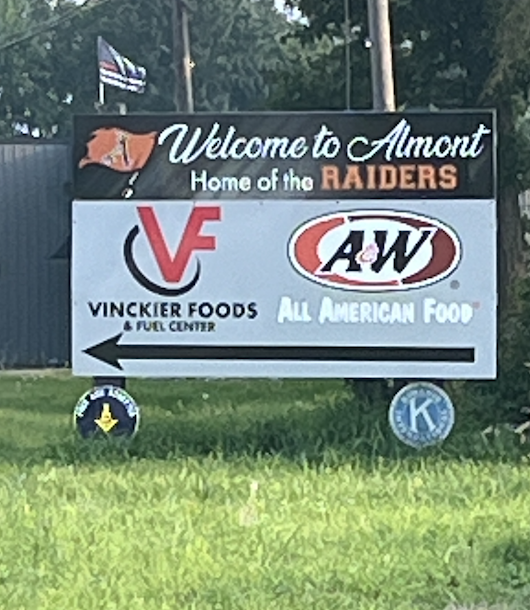 Welcome to Almont
Home of the RAIDERS
VF
VINCKIER FOODS
& FUEL CENTER
A&W
ALL AMERICAN FOOD
K